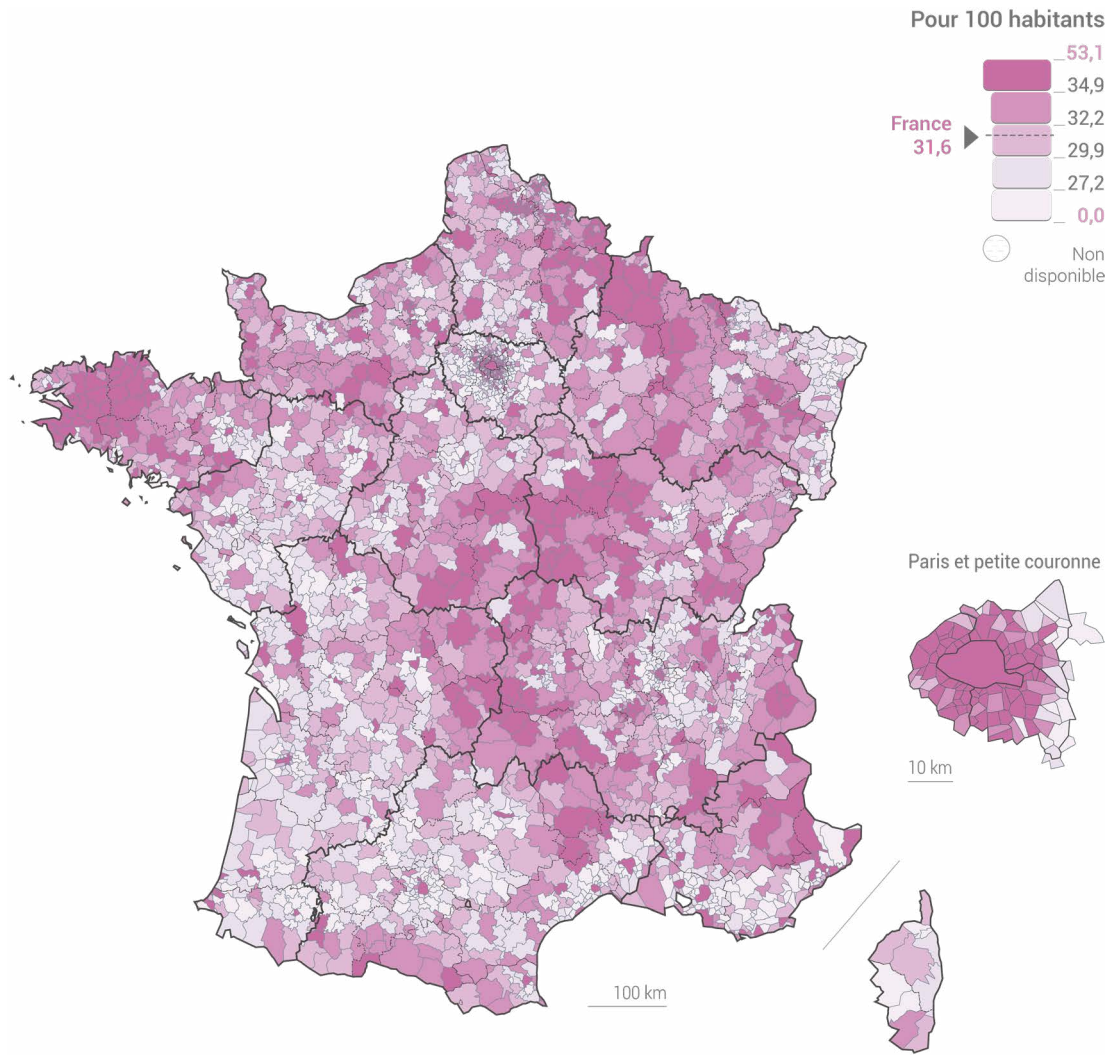 Pour 100 habitants
53,1
34,9
32,2
France
31,6
29,9
27,2
0,0
Non
disponible
Paris et petite couronne
10 km
100 km